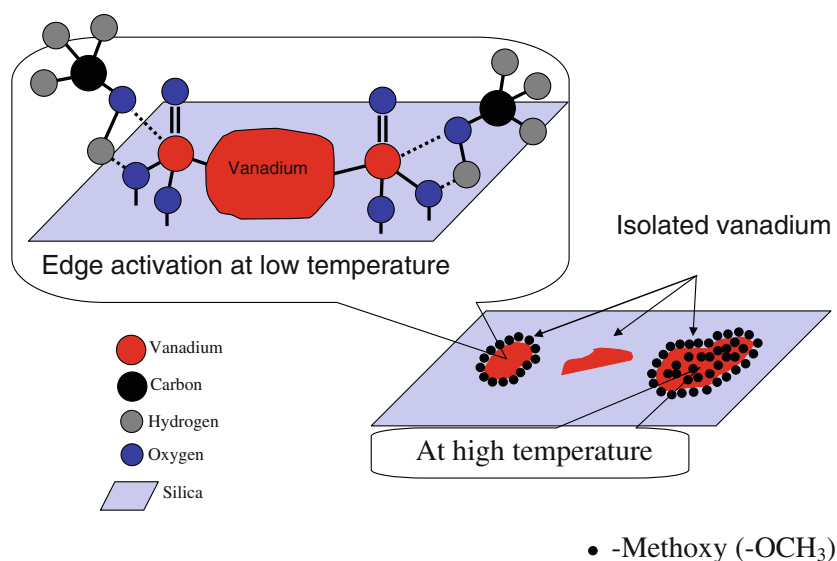 Vanadium
Edge activation at low temperature
Isolated vanadium
Vanadium
Carbon
Hydrogen
Oxygen
Silica
At high temperature
• -Methoxy (-OCH₃)